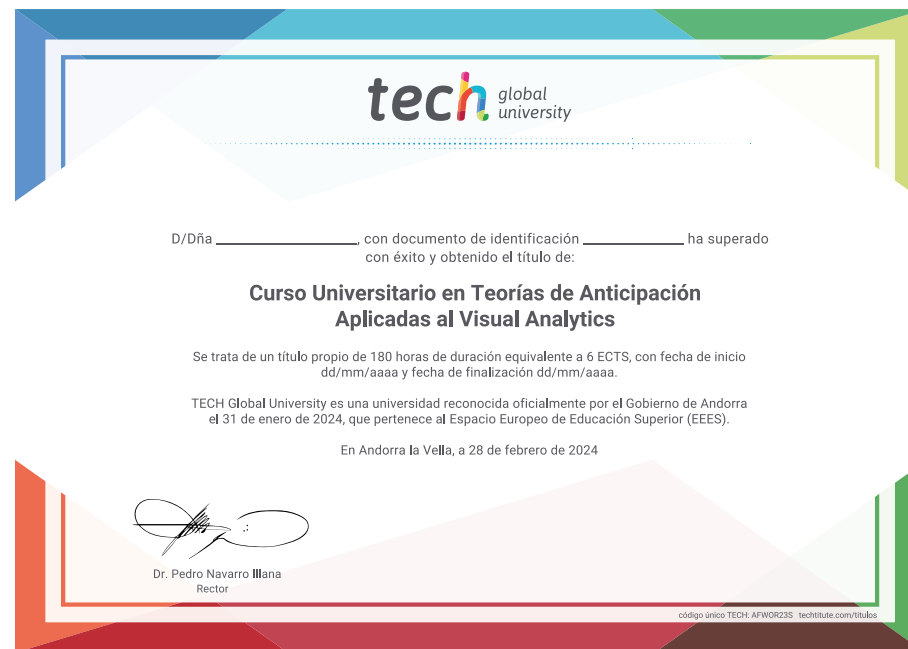 tech global university
D/Dña ________________, con documento de identificación ____________ ha superado
con éxito y obtenido el título de:
Curso Universitario en Teorías de Anticipación
Aplicadas al Visual Analytics
Se trata de un título propio de 180 horas de duración equivalente a 6 ECTS, con fecha de inicio
dd/mm/aaaa y fecha de finalización dd/mm/aaaa.
TECH Global University es una universidad reconocida oficialmente por el Gobierno de Andorra
el 31 de enero de 2024, que pertenece al Espacio Europeo de Educación Superior (EEES).
En Andorra la Vella, a 28 de febrero de 2024
Dr. Pedro Navarro Illana
Rector
código único TECH: AFWOR23S techtitute.com/titulos